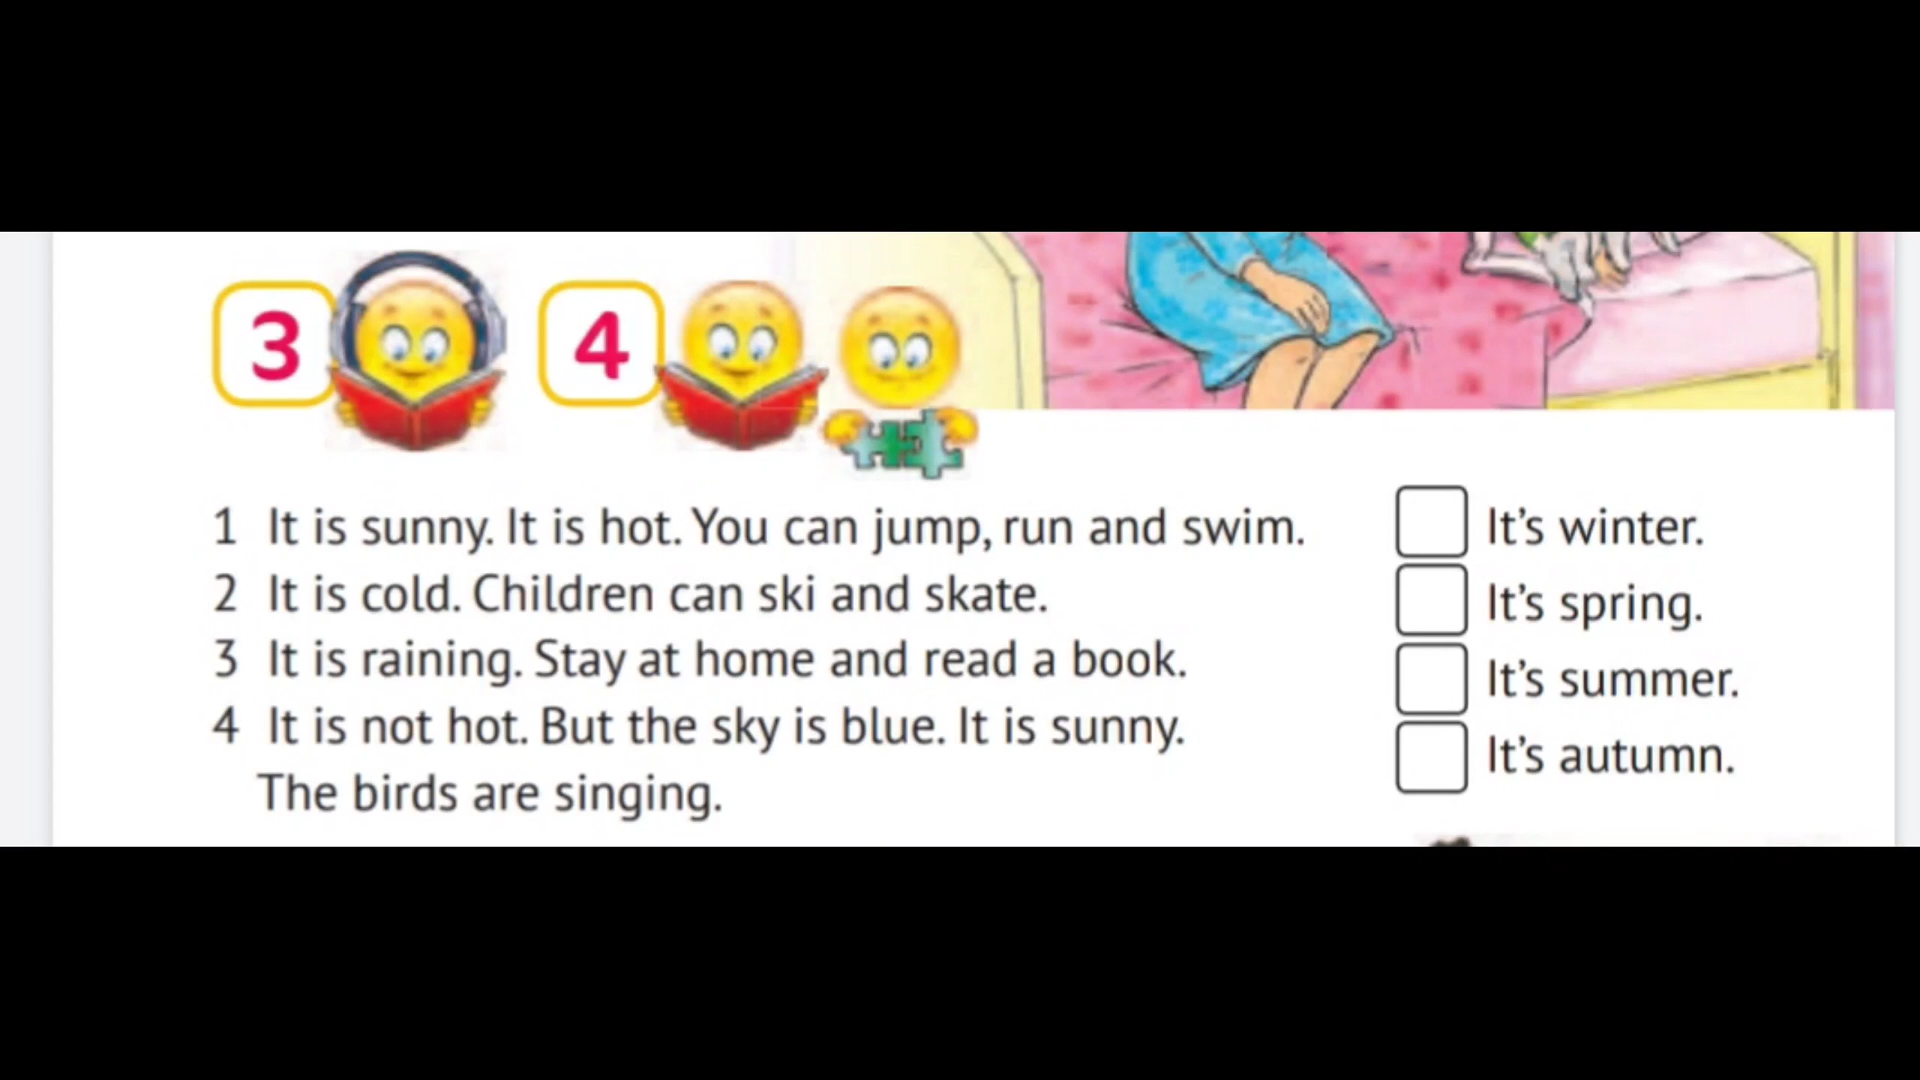 3 4
1 It is sunny. It is hot. You can jump, run and swim.
2 It is cold. Children can ski and skate.
3 It is raining. Stay at home and read a book.
4 It is not hot. But the sky is blue. It is sunny.
The birds are singing.
It’s winter.
It’s spring.
It’s summer.
It’s autumn.